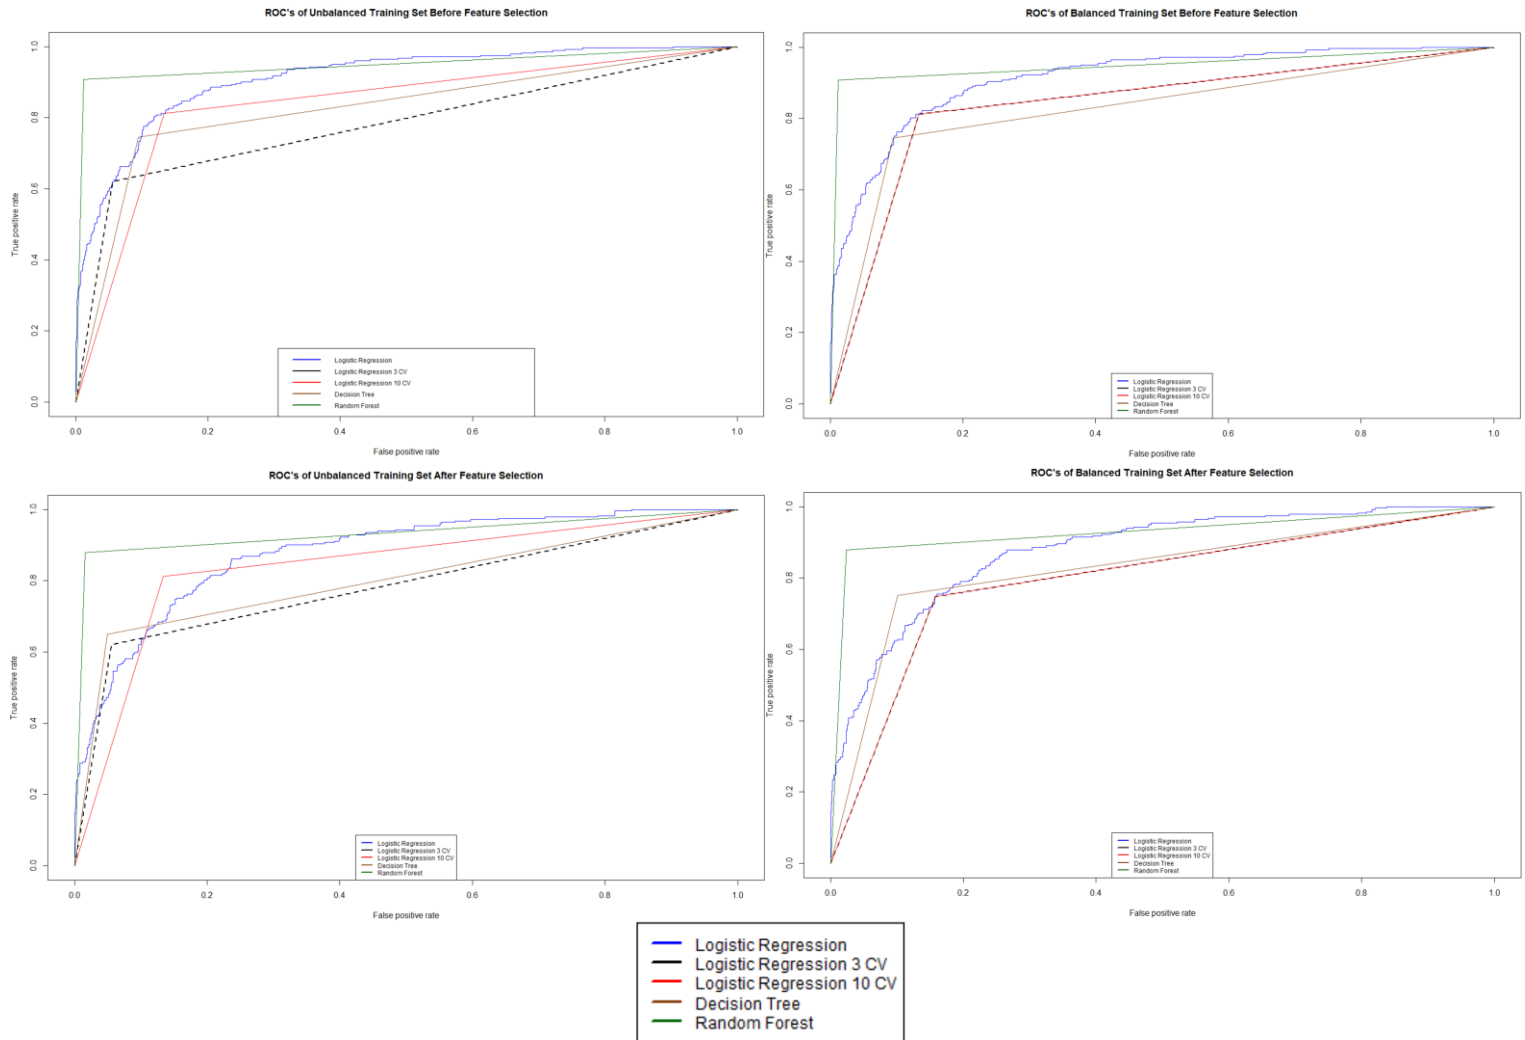 ROC's of Unbalanced Training Set Before Feature Selection
True positive rate
1.0
0.8
0.6
0.4
0.2
0.0
Logistic Regression
Logistic Regression 3 CV
Logistic Regression 10 CV
Decision Tree
Random Forest
0.0 0.2 0.4 0.6 0.8 1.0
False positive rate
ROC's of Balanced Training Set Before Feature Selection
True positive rate
1.0
0.8
0.6
0.4
0.2
0.0
Logistic Regression
Logistic Regression 3 CV
Logistic Regression 10 CV
Decision Tree
Random Forest
0.0 0.2 0.4 0.6 0.8 1.0
False positive rate
ROC's of Unbalanced Training Set After Feature Selection
True positive rate
1.0
0.8
0.6
0.4
0.2
0.0
Logistic Regression
Logistic Regression 3 CV
Logistic Regression 10 CV
Decision Tree
Random Forest
0.0 0.2 0.4 0.6 0.8 1.0
False positive rate
ROC's of Balanced Training Set After Feature Selection
True positive rate
1.0
0.8
0.6
0.4
0.2
0.0
Logistic Regression
Logistic Regression 3 CV
Logistic Regression 10 CV
Decision Tree
Random Forest
0.0 0.2 0.4 0.6 0.8 1.0
False positive rate
Logistic Regression
Logistic Regression 3 CV
Logistic Regression 10 CV
Decision Tree
Random Forest